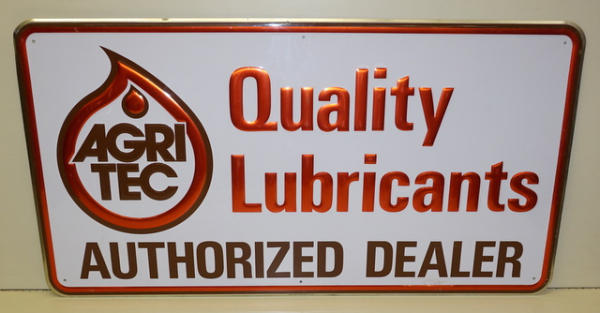 AGRI
TEC
Quality
Lubricants
AUTHORIZED DEALER